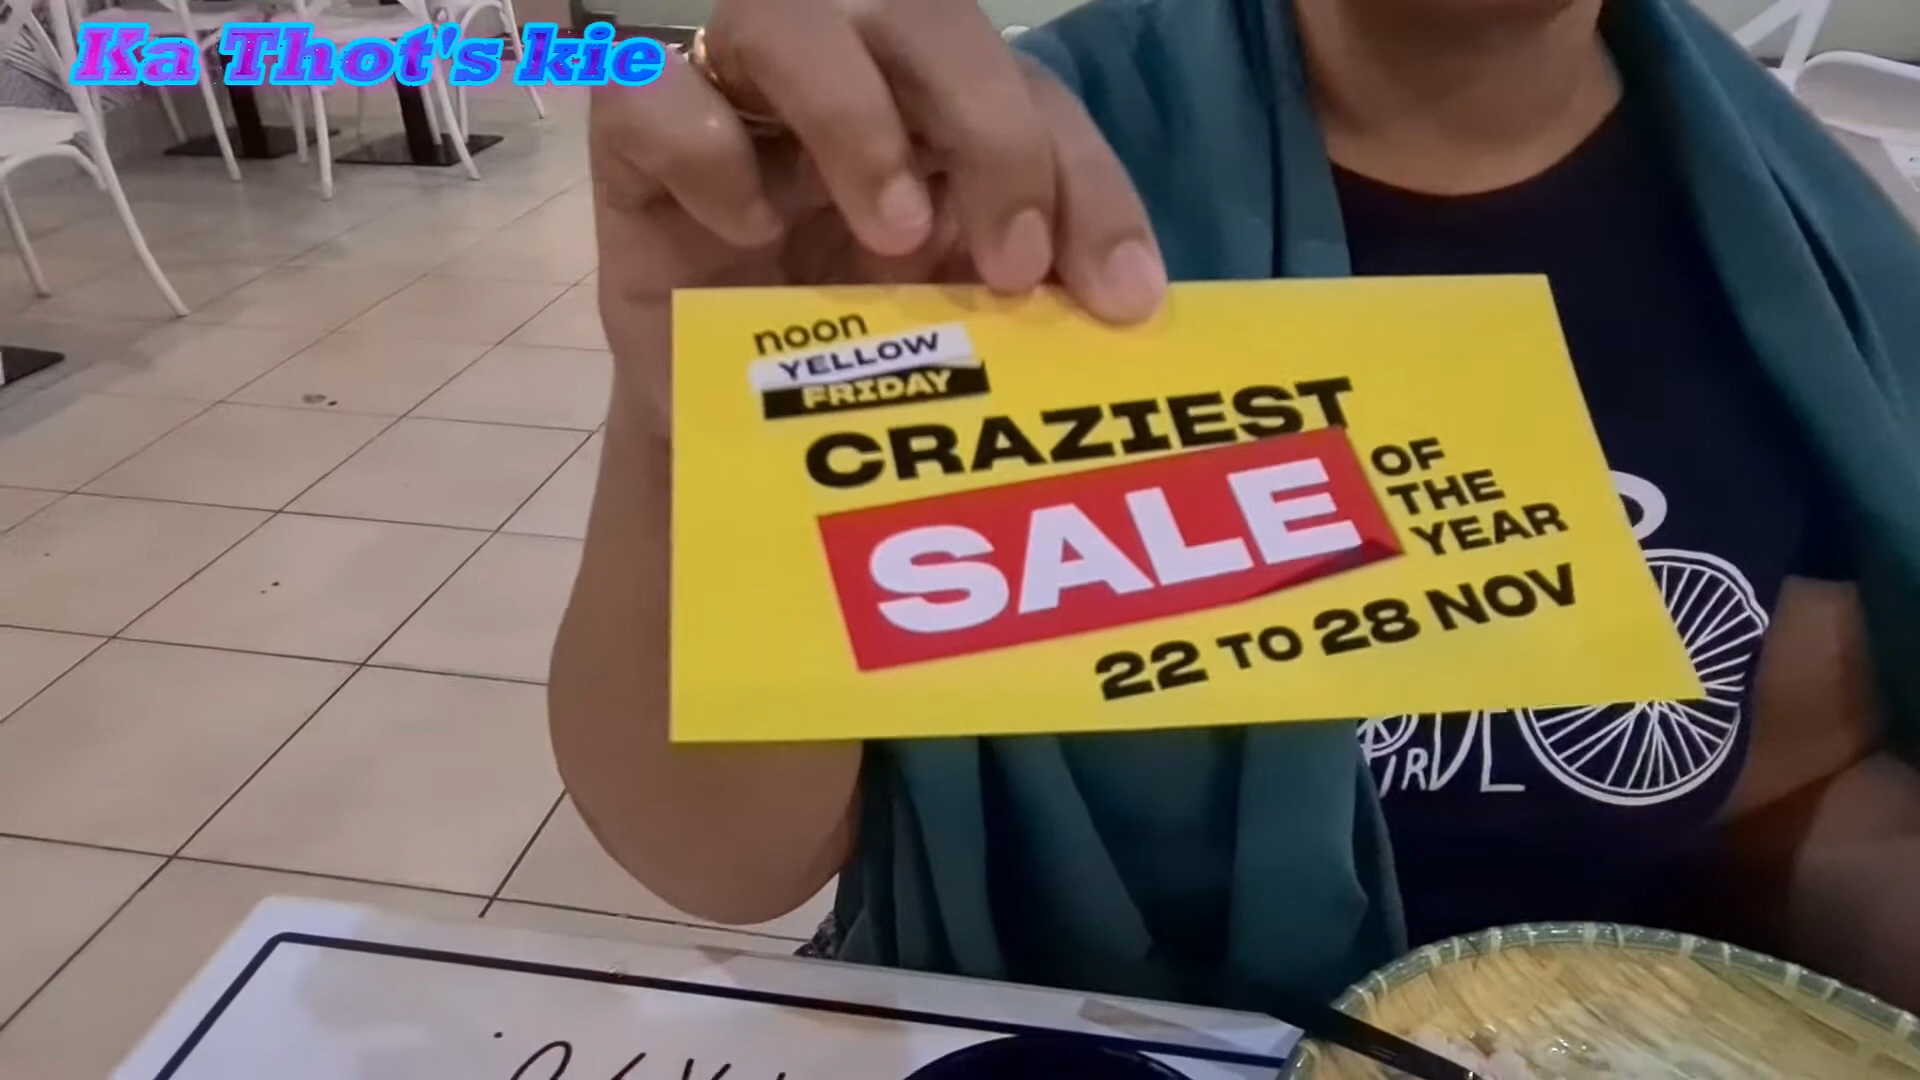 Ka Thot's kie
noon
YELLOW
FRIDAY
CRAZIEST
SALE
OF
THE
YEAR
22 TO 28 NOV